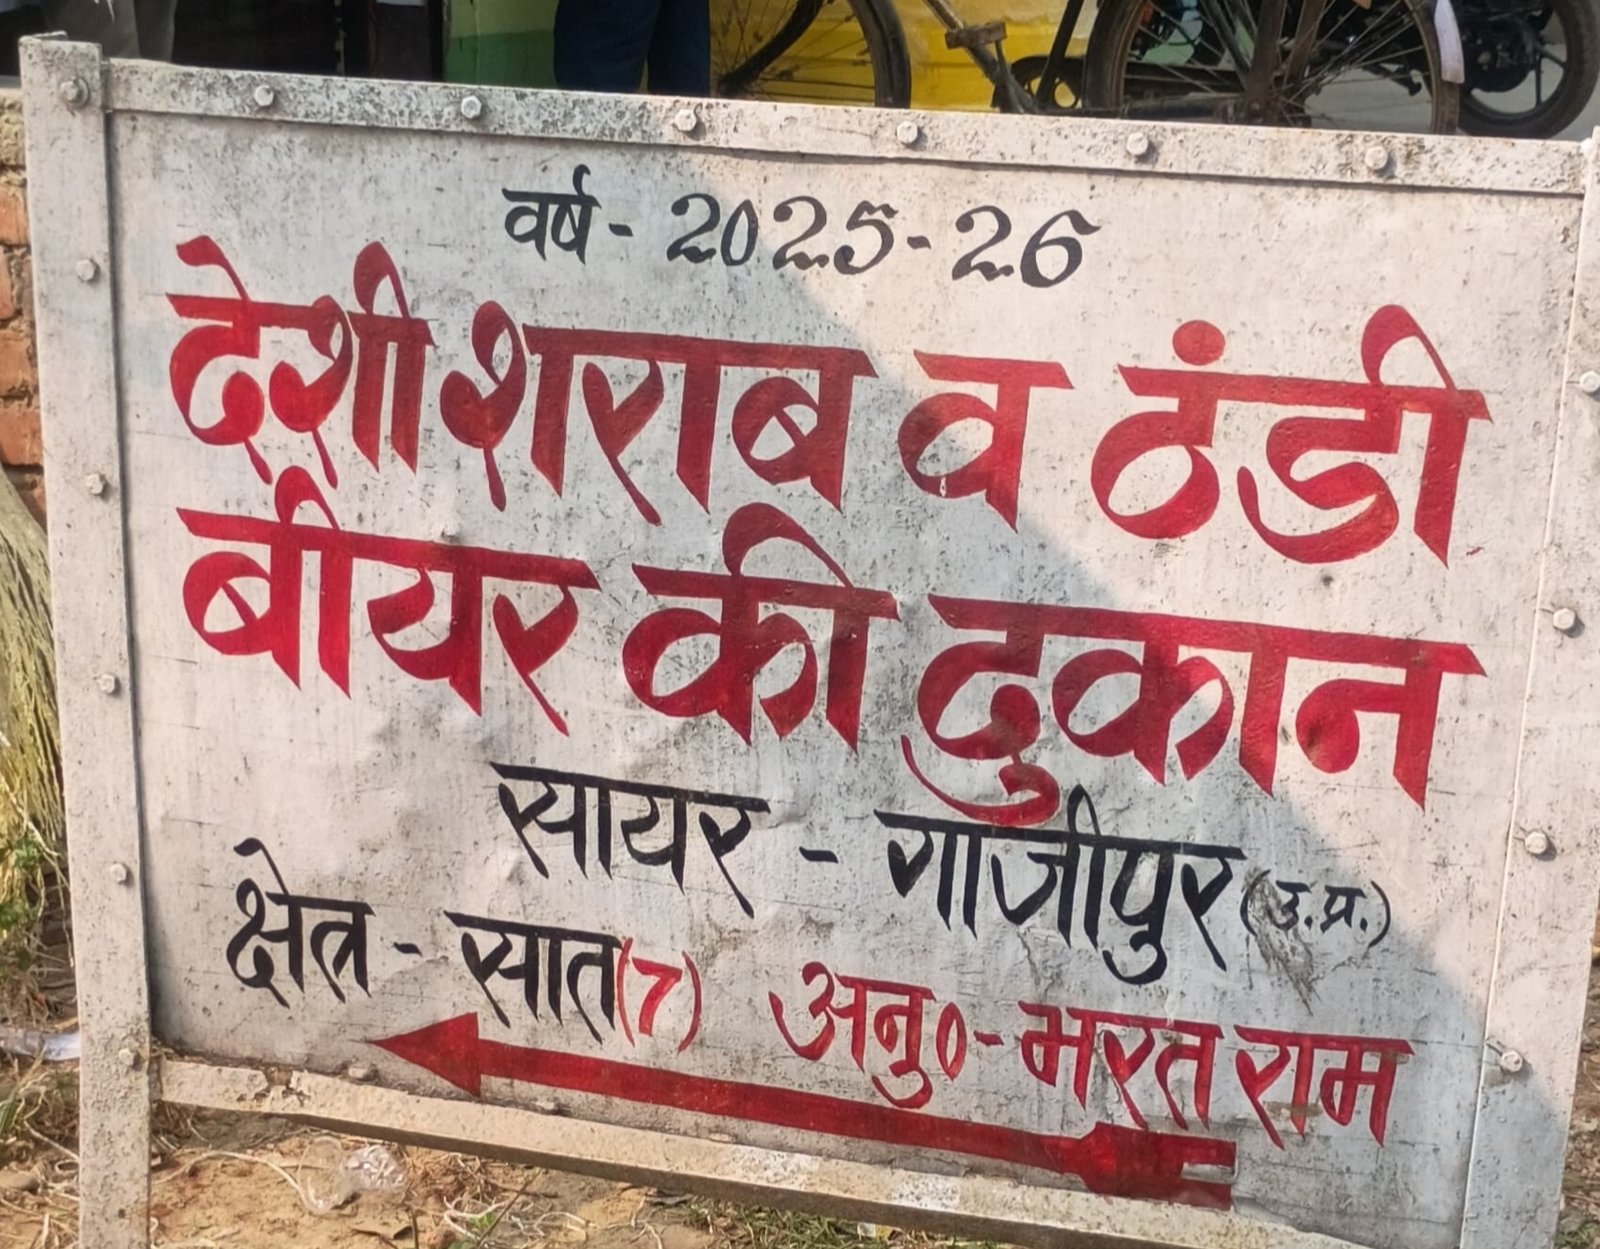 वर्ष - 2025-26
देशी शराब व ठंडी
बीयर की दुकान
सायर - गाजीपुर (उ.प्र.)
क्षेत्र - सात (7) अनु० - भरत राम